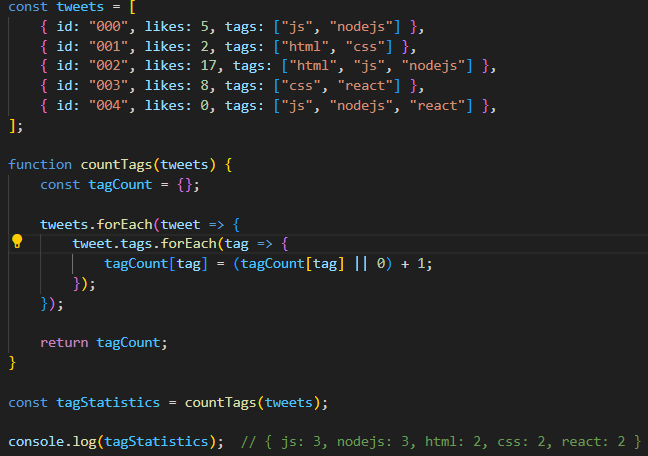 const tweets = [
    { id: "000", likes: 5, tags: ["js", "nodejs"] },
    { id: "001", likes: 2, tags: ["html", "css"] },
    { id: "002", likes: 17, tags: ["html", "js", "nodejs"] },
    { id: "003", likes: 8, tags: ["css", "react"] },
    { id: "004", likes: 0, tags: ["js", "nodejs", "react"] },
];

function countTags(tweets) {
    const tagCount = {};

    tweets.forEach(tweet => {
        tweet.tags.forEach(tag => {
            tagCount[tag] = (tagCount[tag] || 0) + 1;
        });
    });

    return tagCount;
}

const tagStatistics = countTags(tweets);

console.log(tagStatistics);  // { js: 3, nodejs: 3, html: 2, css: 2, react: 2 }